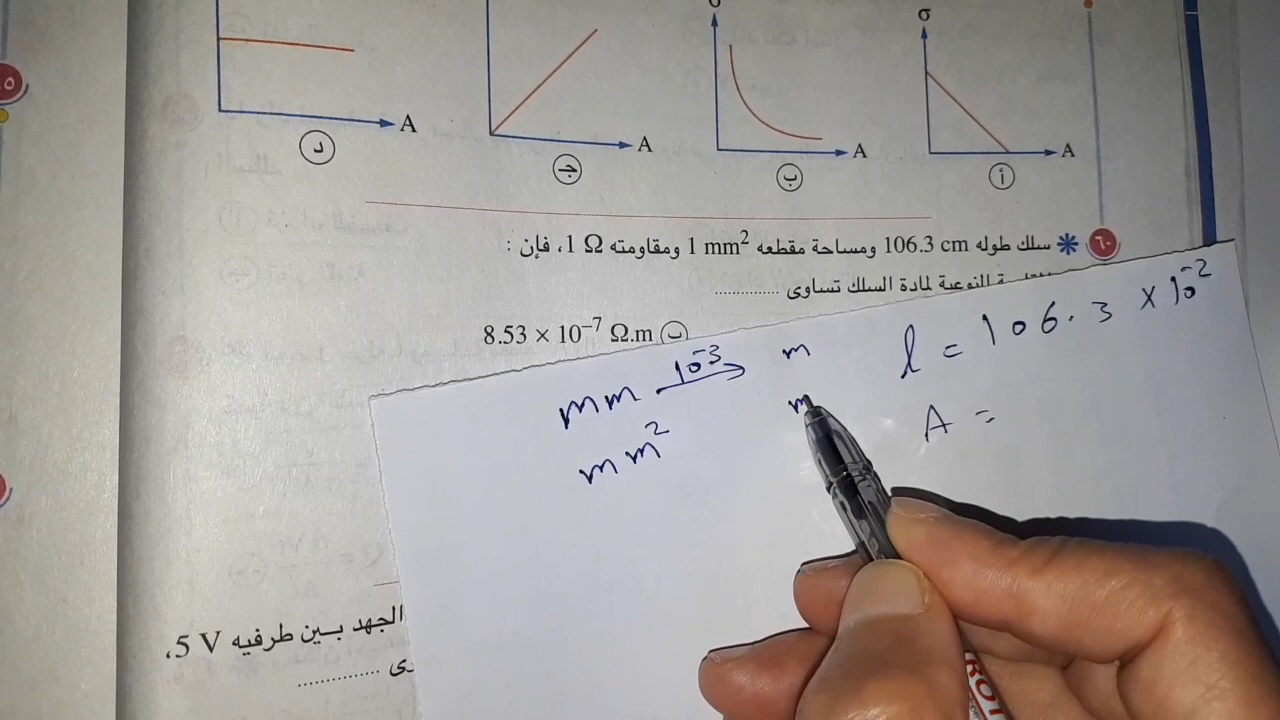 σ
A
أ
A
ب
A
جـ
A
د
٦٠ * سلك طوله 106.3 cm ومساحة مقطعه 1 mm² ومقاومته 1 Ω، فإن :
النوعية لمادة السلك تساوى ...............
ب 8.53 × 10⁻⁷ Ω.m
mm 10⁻³ → m
mm² m
l = 106.3 × 10⁻²
A =
الجهد بين طرفيه 5 V،